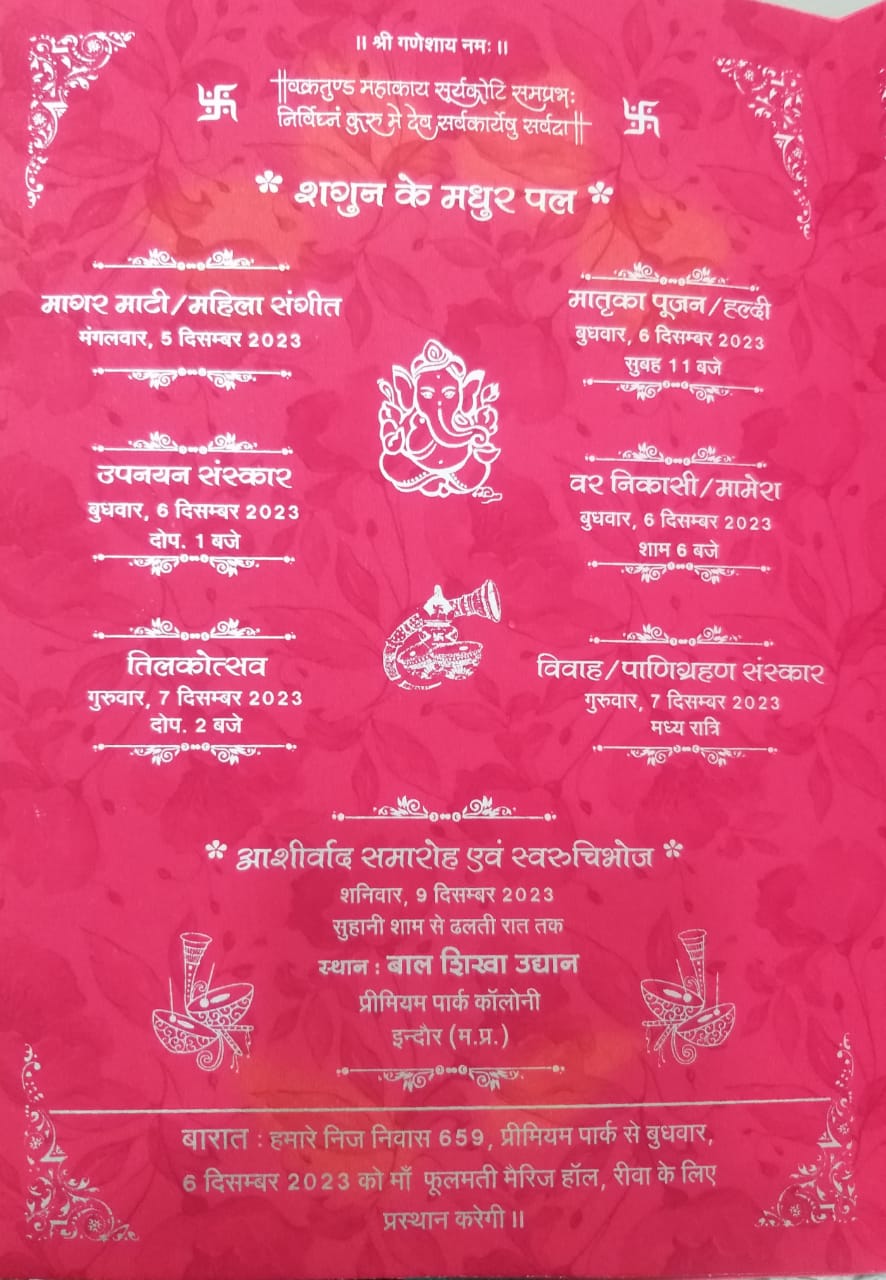 ॥ श्री गणेशाय नमः ॥
॥वक्रतुण्ड महाकाय सूर्यकोटि समप्रभः
निर्विघ्नं कुरु मे देव सर्वकार्येषु सर्वदा॥
* शगुन के मधुर पल *
मागर माटी/महिला संगीत
मंगलवार, 5 दिसम्बर 2023
मातृका पूजन/हल्दी
बुधवार, 6 दिसम्बर 2023
सुबह 11 बजे
उपनयन संस्कार
बुधवार, 6 दिसम्बर 2023
दोप. 1 बजे
वर निकासी/मामेरा
बुधवार, 6 दिसम्बर 2023
शाम 6 बजे
तिलकोत्सव
गुरुवार, 7 दिसम्बर 2023
दोप. 2 बजे
विवाह/पाणिग्रहण संस्कार
गुरुवार, 7 दिसम्बर 2023
मध्य रात्रि
* आशीर्वाद समारोह एवं स्वरुचिभोज *
शनिवार, 9 दिसम्बर 2023
सुहानी शाम से ढलती रात तक
स्थान : बाल शिखा उद्यान
प्रीमियम पार्क कॉलोनी
इन्दौर (म.प्र.)
बारात : हमारे निज निवास 659, प्रीमियम पार्क से बुधवार,
6 दिसम्बर 2023 को माँ फूलमती मैरिज हॉल, रीवा के लिए
प्रस्थान करेगी ॥